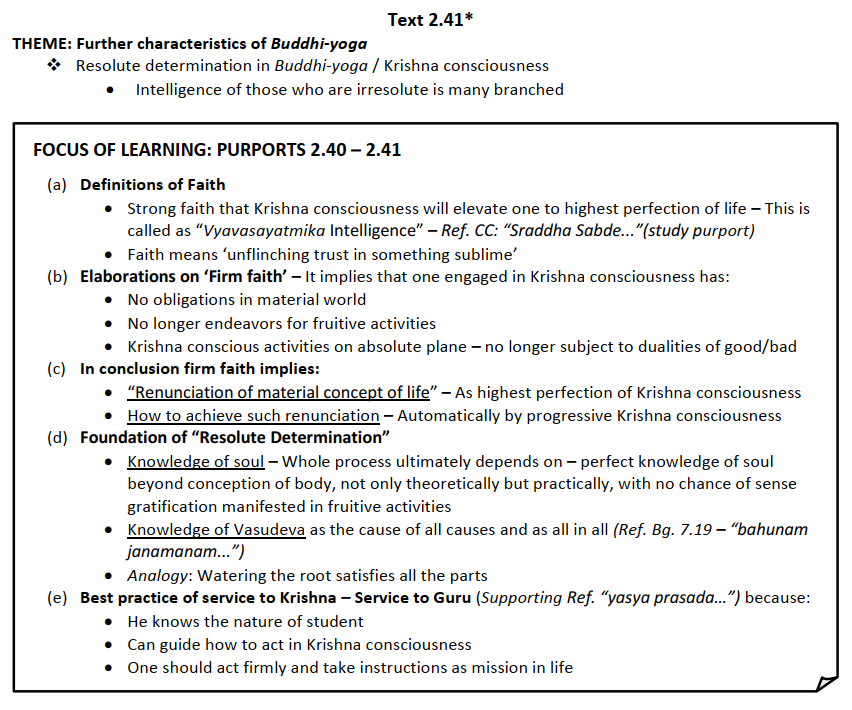 Text 2.41*
THEME: Further characteristics of Buddhi-yoga
❖ Resolute determination in Buddhi-yoga / Krishna consciousness
• Intelligence of those who are irresolute is many branched
FOCUS OF LEARNING: PURPORTS 2.40 – 2.41
(a) Definitions of Faith
• Strong faith that Krishna consciousness will elevate one to highest perfection of life – This is
called as “Vyavasayatmika Intelligence” – Ref. CC: “Sraddha Sabde...”(study purport)
• Faith means ‘unflinching trust in something sublime’
(b) Elaborations on ‘Firm faith’ – It implies that one engaged in Krishna consciousness has:
• No obligations in material world
• No longer endeavors for fruitive activities
• Krishna conscious activities on absolute plane – no longer subject to dualities of good/bad
(c) In conclusion firm faith implies:
• “Renunciation of material concept of life” – As highest perfection of Krishna consciousness
• How to achieve such renunciation – Automatically by progressive Krishna consciousness
(d) Foundation of “Resolute Determination”
• Knowledge of soul – Whole process ultimately depends on – perfect knowledge of soul
beyond conception of body, not only theoretically but practically, with no chance of sense
gratification manifested in fruitive activities
• Knowledge of Vasudeva as the cause of all causes and as all in all (Ref. Bg. 7.19 – “bahunam
janamanam...”)
• Analogy: Watering the root satisfies all the parts
(e) Best practice of service to Krishna – Service to Guru (Supporting Ref. “yasya prasada...”) because:
• He knows the nature of student
• Can guide how to act in Krishna consciousness
• One should act firmly and take instructions as mission in life